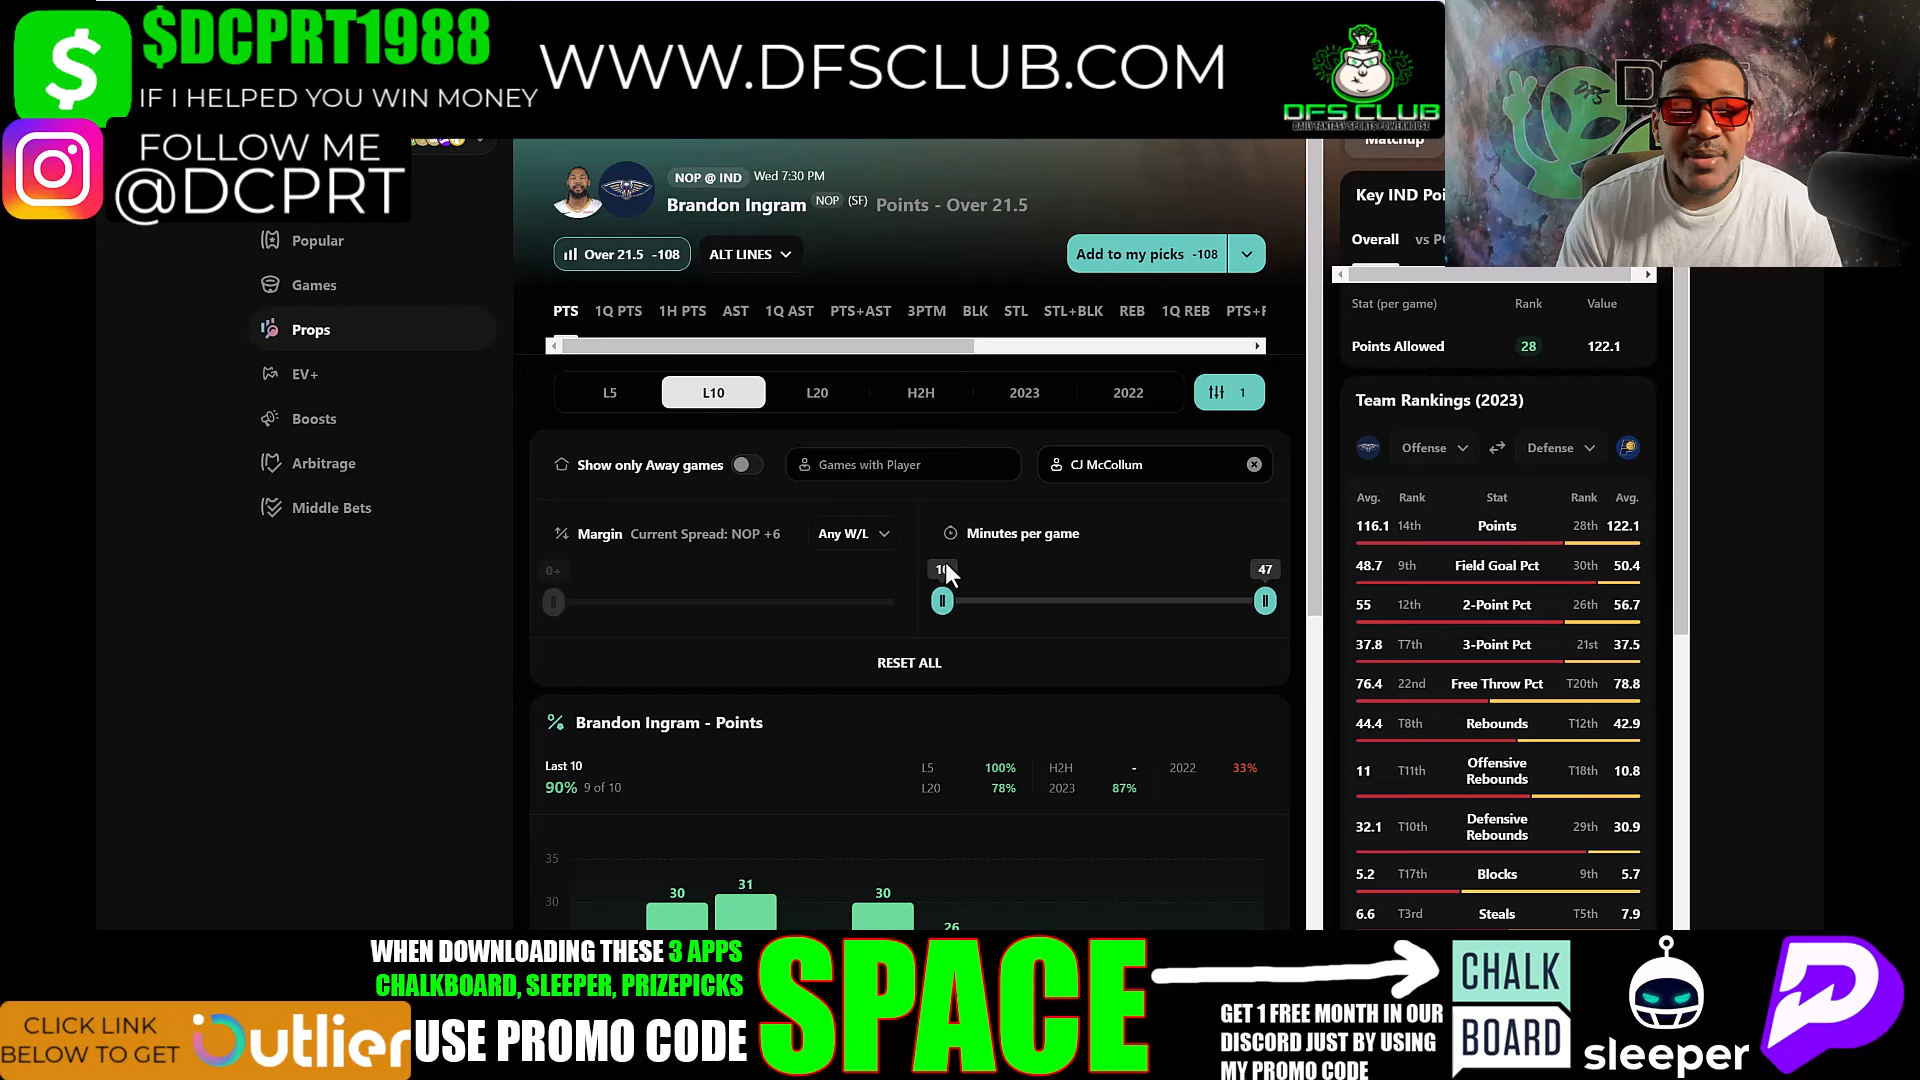 $DCPRT1988
IF I HELPED YOU WIN MONEY
WWW.DFSCLUB.COM
DFS CLUB
DAILY FANTASY SPORTS POWERHOUSE
FOLLOW ME
@DCPRT
Popular
Games
Props
EV+
Boosts
Arbitrage
Middle Bets
NOP @ IND Wed 7:30 PM
Brandon Ingram NOP (SF) Points - Over 21.5
Over 21.5 -108 ALT LINES
Add to my picks -108
PTS 1Q PTS 1H PTS AST 1Q AST PTS+AST 3PTM BLK STL STL+BLK REB 1Q REB
L5 L10 L20 H2H 2023 2022 1
Show only Away games Games with Player CJ McCollum
Margin Current Spread: NOP +6 Any W/L
Minutes per game
0+
47
RESET ALL
Brandon Ingram - Points
Last 10
90% 9 of 10
L5 100% H2H - 2022 33%
L20 78% 2023 87%
35
30
30 31 30 26
Matchup
Key IND
Overall vs
Stat (per game) Rank Value
Points Allowed 28 122.1
Team Rankings (2023)
Offense Defense
Avg. Rank Stat Rank Avg.
116.1 14th Points 28th 122.1
48.7 9th Field Goal Pct 30th 50.4
55 12th 2-Point Pct 26th 56.7
37.8 T7th 3-Point Pct 21st 37.5
76.4 22nd Free Throw Pct T20th 78.8
44.4 T8th Rebounds T12th 42.9
11 T11th Offensive Rebounds T18th 10.8
32.1 T10th Defensive Rebounds 29th 30.9
5.2 T17th Blocks 9th 5.7
6.6 T3rd Steals T5th 7.9
WHEN DOWNLOADING THESE 3 APPS
CHALKBOARD, SLEEPER, PRIZEPICKS
USE PROMO CODE
SPACE
CLICK LINK
BELOW TO GET
Outlier
GET 1 FREE MONTH IN OUR
DISCORD JUST BY USING
MY PROMO CODE
CHALK
BOARD
sleeper